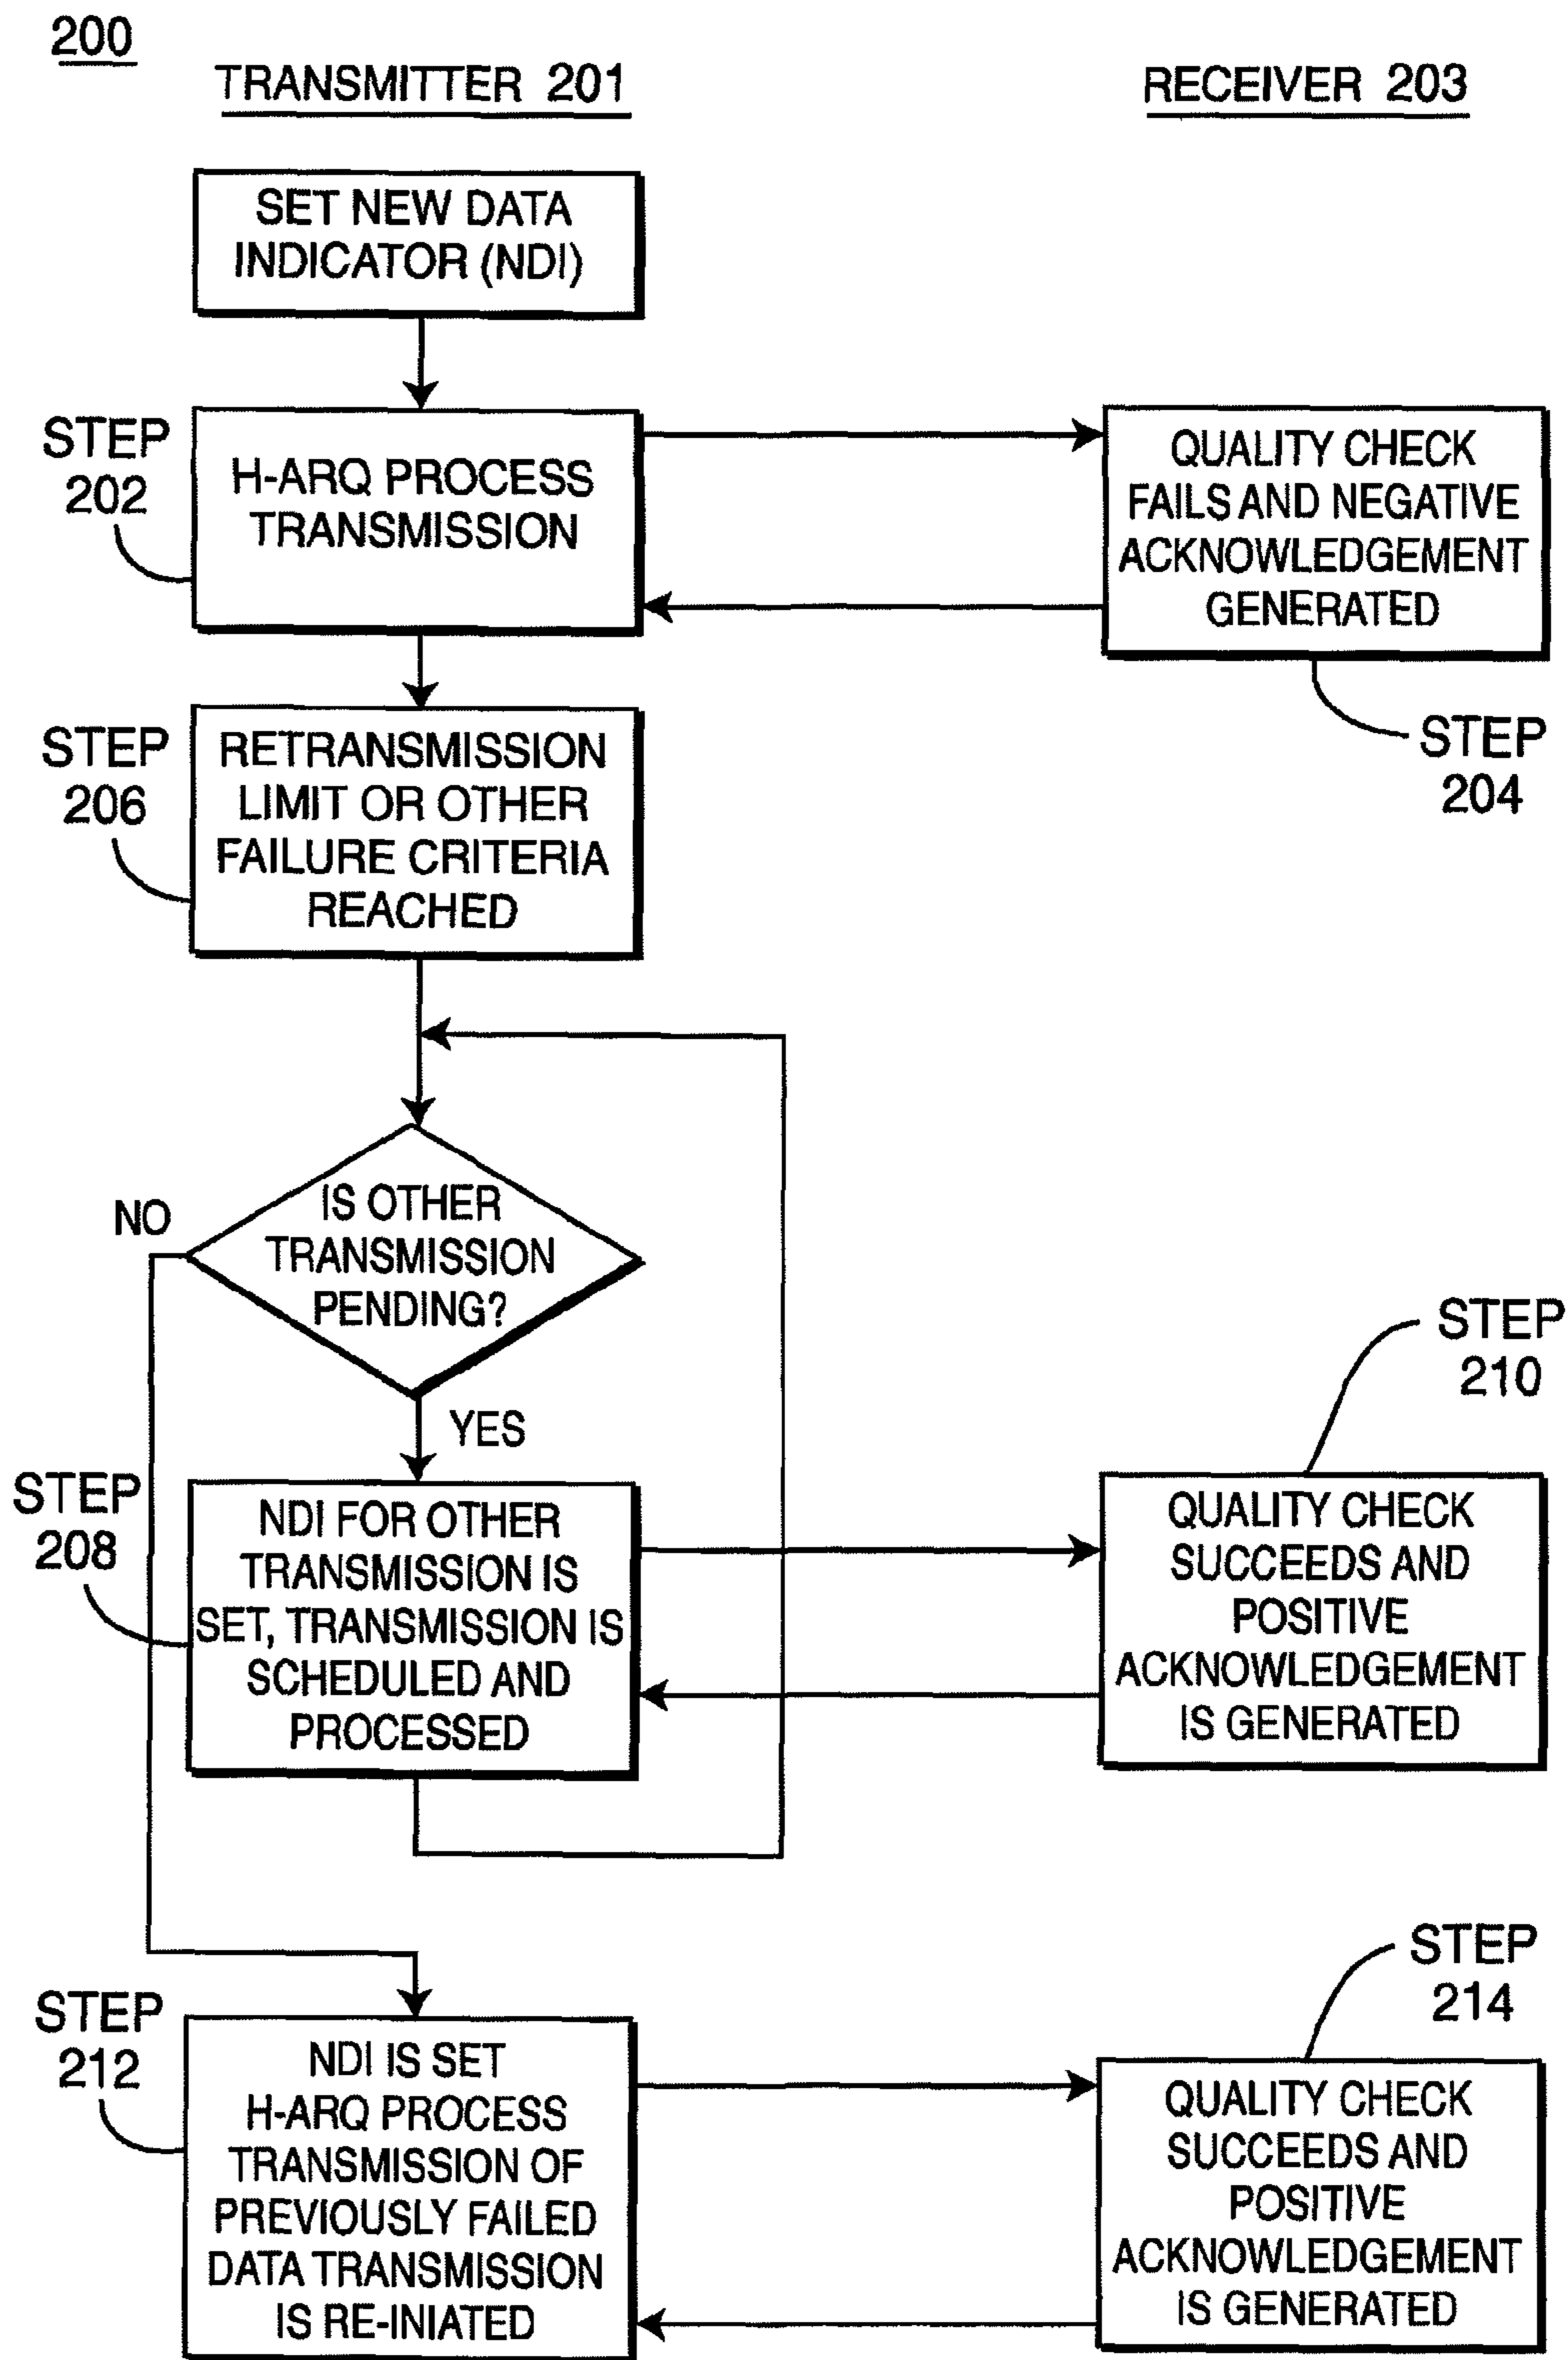 200
TRANSMITTER 201
RECEIVER 203
SET NEW DATA
INDICATOR (NDI)
STEP
202
H-ARQ PROCESS
TRANSMISSION
QUALITY CHECK
FAILS AND NEGATIVE
ACKNOWLEDGEMENT
GENERATED
STEP
204
STEP
206
RETRANSMISSION
LIMIT OR OTHER
FAILURE CRITERIA
REACHED
NO
IS OTHER
TRANSMISSION
PENDING?
YES
STEP
208
NDI FOR OTHER
TRANSMISSION IS
SET, TRANSMISSION IS
SCHEDULED AND
PROCESSED
STEP
210
QUALITY CHECK
SUCCEEDS AND
POSITIVE
ACKNOWLEDGEMENT
IS GENERATED
STEP
212
NDI IS SET
H-ARQ PROCESS
TRANSMISSION OF
PREVIOUSLY FAILED
DATA TRANSMISSION
IS RE-INIATED
STEP
214
QUALITY CHECK
SUCCEEDS AND
POSITIVE
ACKNOWLEDGEMENT
IS GENERATED